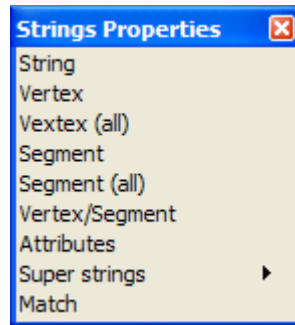 Strings Properties
String
Vertex
Vextex (all)
Segment
Segment (all)
Vertex/Segment
Attributes
Super strings
Match